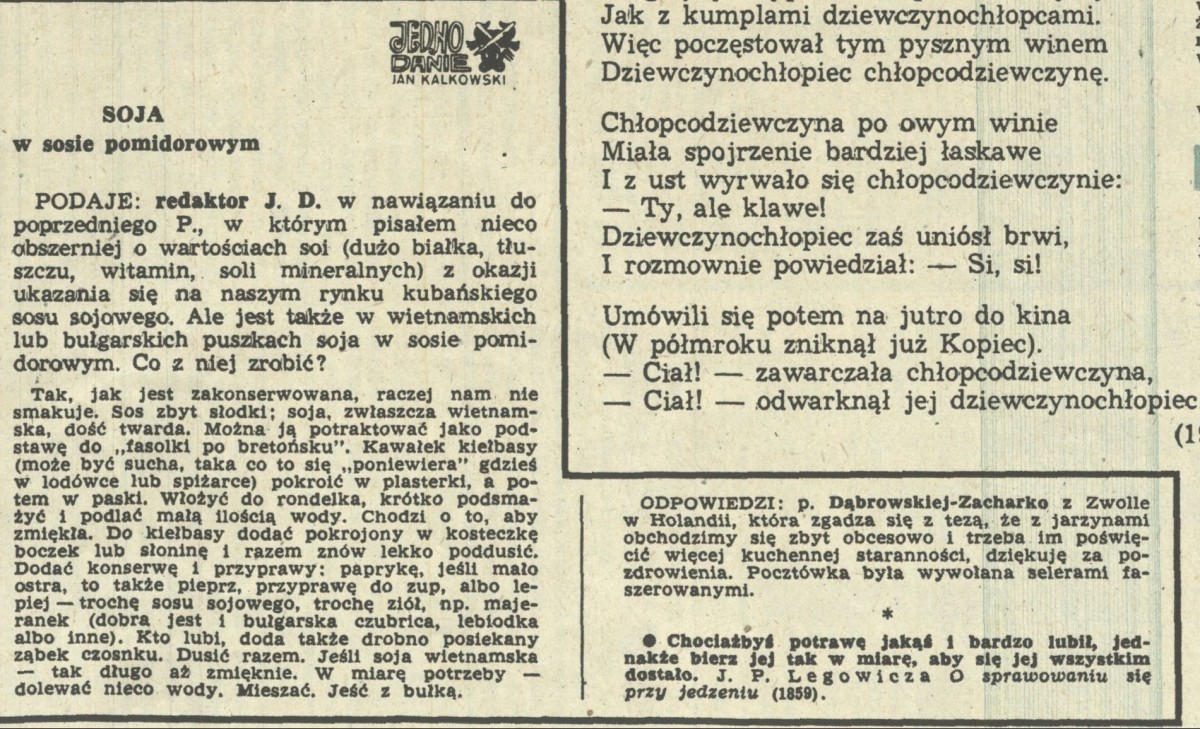 JEDNO
DANIE
JAN KALKOWSKI
SOJA
w sosie pomidorowym
PODAJE: redaktor J. D. w nawiązaniu do
poprzedniego P., w którym pisałem nieco
obszerniej o wartościach soi (dużo białka, tłu-
szczu, witamin, soli mineralnych) z okazji
ukazania się na naszym rynku kubańskiego
sosu sojowego. Ale jest także w wietnamskich
lub bułgarskich puszkach soja w sosie pomi-
dorowym. Co z niej zrobić?
Tak, jak jest zakonserwowana, raczej nam nie
smakuje. Sos zbyt słodki; soja, zwłaszcza wietnam-
ska, dość twarda. Można ją potraktować jako pod-
stawę do „fasolki po bretońsku”. Kawałek kiełbasy
(może być sucha, taka co to się „poniewiera” gdzieś
w lodówce lub spiżarce) pokroić w plasterki, a po-
tem w paski. Włożyć do rondelka, krótko podsma-
żyć i podlać małą ilością wody. Chodzi o to, aby
zmiękła. Do kiełbasy dodać pokrojony w kosteczkę
boczek lub słoninę i razem znów lekko poddusić.
Dodać konserwę i przyprawy: paprykę, jeśli mało
ostra, to także pieprz, przyprawę do zup, albo le-
piej — trochę sosu sojowego, trochę ziół, np. maje-
ranek (dobra jest i bułgarska czubrica, lebiodka
albo inne). Kto lubi, doda także drobno posiekany
ząbek czosnku. Dusić razem. Jeśli soja wietnamska
— tak długo aż zmięknie. W miarę potrzeby —
dolewać nieco wody. Mieszać. Jeść z bułką.
Jak z kumplami dziewczynochłopcami.
Więc poczęstował tym pysznym winem
Dziewczynochłopiec chłopcodziewczynę.
Chłopcodziewczyna po owym winie
Miała spojrzenie bardziej łaskawe
I z ust wyrwało się chłopcodziewczynie:
— Ty, ale klawe!
Dziewczynochłopiec zaś uniósł brwi,
I rozmownie powiedział: — Si, si!
Umówili się potem na jutro do kina
(W półmroku zniknął już Kopiec).
— Ciał! — zawarczała chłopcodziewczyna,
— Ciał! — odwarknął jej dziewczynochłopiec
(19
ODPOWIEDZI: p. Dąbrowskiej-Zacharko z Zwolle
w Holandii, która zgadza się z tezą, że z jarzynami
obchodzimy się zbyt obcesowo i trzeba im poświę-
cić więcej kuchennej staranności, dziękuję za po-
zdrowienia. Pocztówka była wywołana selerami fa-
szerowanymi.
*
● Chociażbyś potrawę jakąś i bardzo lubił, jed-
nakże bierz jej tak w miarę, aby się jej wszystkim
dostało. J. P. Legowicza O sprawowaniu się
przy jedzeniu (1859).